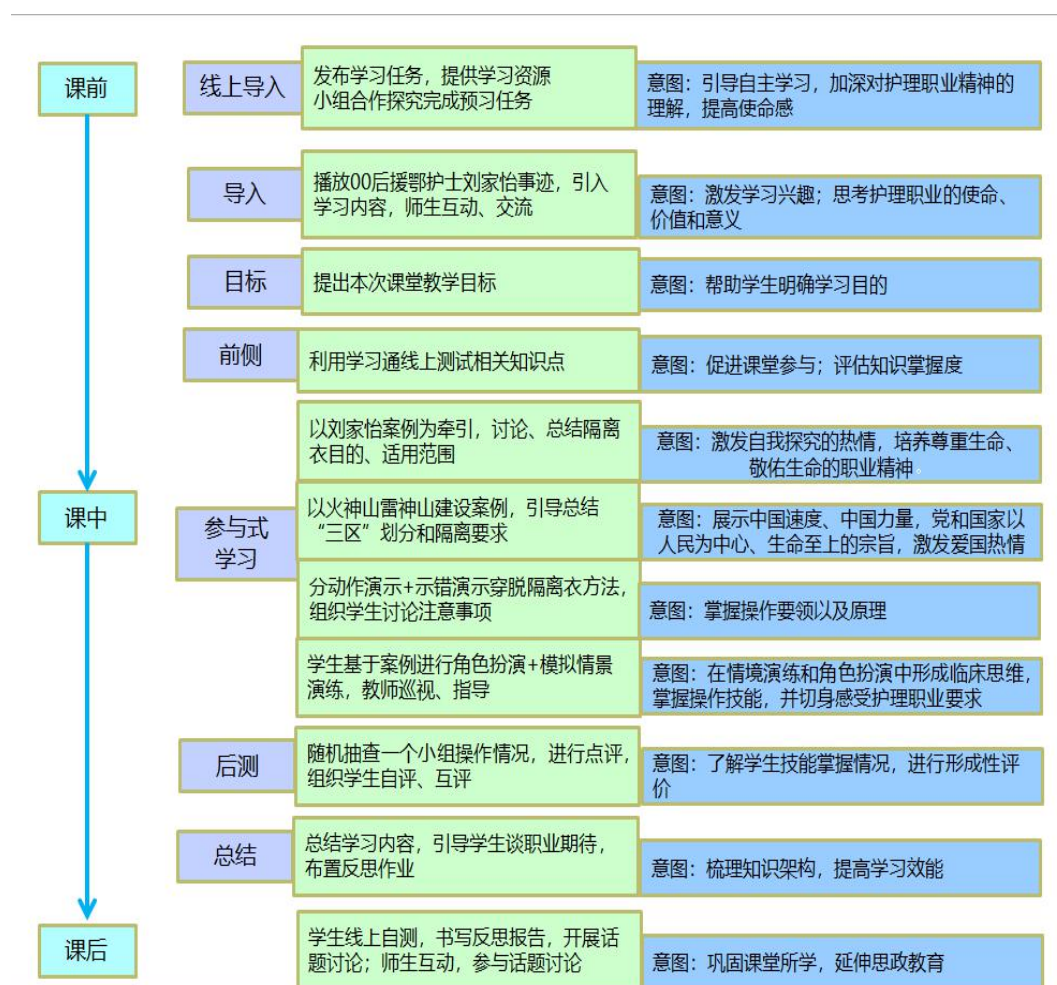 课前
线上导入
发布学习任务，提供学习资源
小组合作探究完成预习任务
意图：引导自主学习，加深对护理职业精神的
理解，提高使命感
导入
播放00后援鄂护士刘家怡事迹，引入
学习内容，师生互动、交流
意图：激发学习兴趣；思考护理职业的使命、
价值和意义
目标
提出本次课堂教学目标
意图：帮助学生明确学习目的
前侧
利用学习通线上测试相关知识点
意图：促进课堂参与；评估知识掌握度
课中
参与式
学习
以刘家怡案例为牵引，讨论、总结隔离
衣目的、适用范围
意图：激发自我探究的热情，培养尊重生命、
敬佑生命的职业精神。
以火神山雷神山建设案例，引导总结
“三区”划分和隔离要求
意图：展示中国速度、中国力量，党和国家以
人民为中心、生命至上的宗旨，激发爱国热情
分动作演示+示错演示穿脱隔离衣方法，
组织学生讨论注意事项
意图：掌握操作要领以及原理
学生基于案例进行角色扮演+模拟情景
演练，教师巡视、指导
意图：在情境演练和角色扮演中形成临床思维，
掌握操作技能，并切身感受护理职业要求
后测
随机抽查一个小组操作情况，进行点评，
组织学生自评、互评
意图：了解学生技能掌握情况，进行形成性评
价
总结
总结学习内容，引导学生谈职业期待，
布置反思作业
意图：梳理知识架构，提高学习效能
课后
学生线上自测，书写反思报告，开展话
题讨论；师生互动，参与话题讨论
意图：巩固课堂所学，延伸思政教育